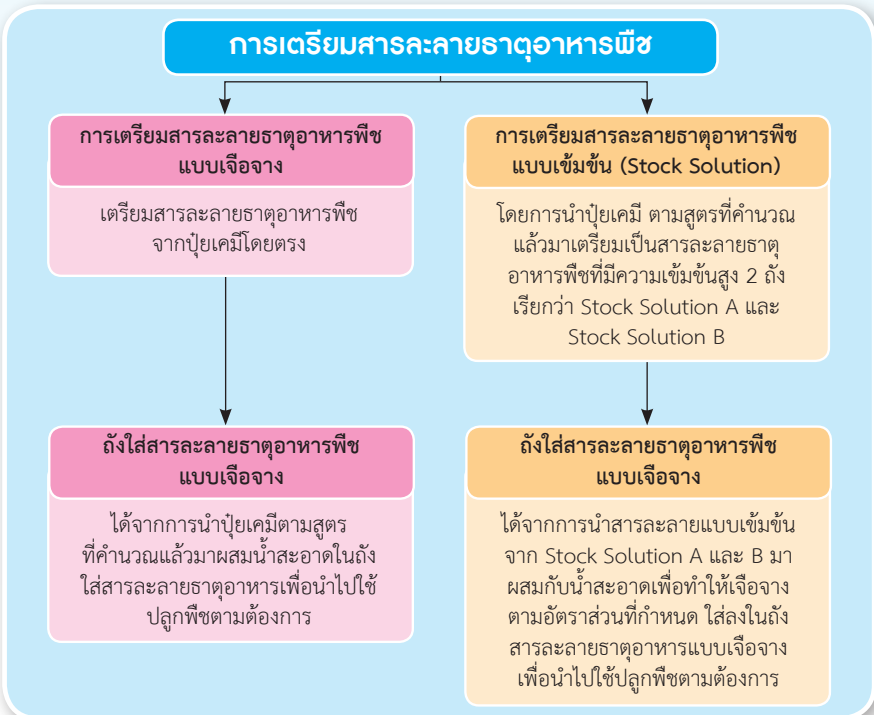 การเตรียมสารละลายธาตุอาหารพืช
การเตรียมสารละลายธาตุอาหารพืช
แบบเจือจาง
เตรียมสารละลายธาตุอาหารพืช
จากปุ๋ยเคมีโดยตรง
ถังใส่สารละลายธาตุอาหารพืช
แบบเจือจาง
ได้จากการนำปุ๋ยเคมีตามสูตร
ที่คำนวณแล้วมาผสมน้ำสะอาดในถัง
ใส่สารละลายธาตุอาหารเพื่อนำไปใช้
ปลูกพืชตามต้องการ
การเตรียมสารละลายธาตุอาหารพืช
แบบเข้มข้น (Stock Solution)
โดยการนำปุ๋ยเคมี ตามสูตรที่คำนวณ
แล้วมาเตรียมเป็นสารละลายธาตุ
อาหารพืชที่มีความเข้มข้นสูง 2 ถัง
เรียกว่า Stock Solution A และ
Stock Solution B
ถังใส่สารละลายธาตุอาหารพืช
แบบเจือจาง
ได้จากการนำสารละลายแบบเข้มข้น
จาก Stock Solution A และ B มา
ผสมกับน้ำสะอาดเพื่อทำให้เจือจาง
ตามอัตราส่วนที่กำหนด ใส่ลงในถัง
สารละลายธาตุอาหารแบบเจือจาง
เพื่อนำไปใช้ปลูกพืชตามต้องการ